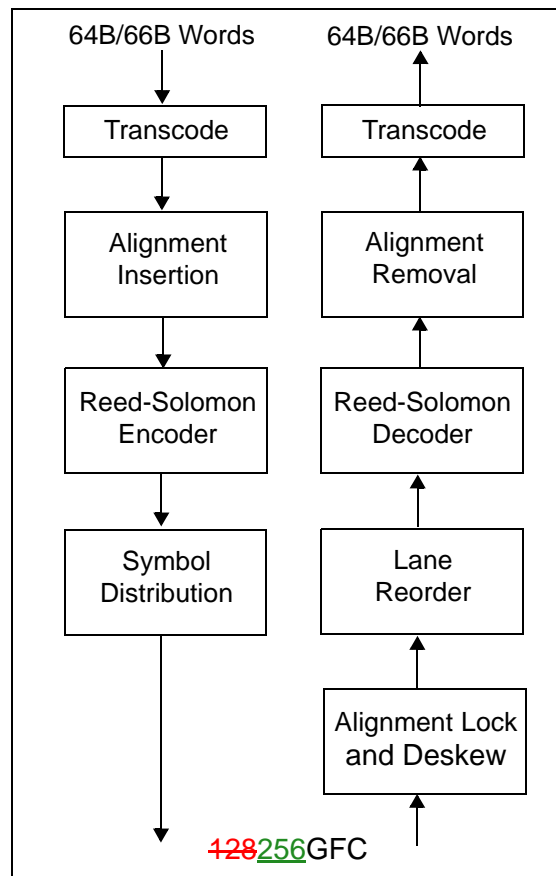 64B/66B Words
Transcode
Alignment
Insertion
Reed-Solomon
Encoder
Symbol
Distribution
64B/66B Words
Transcode
Alignment
Removal
Reed-Solomon
Decoder
Lane
Reorder
Alignment Lock
and Deskew
128256GFC